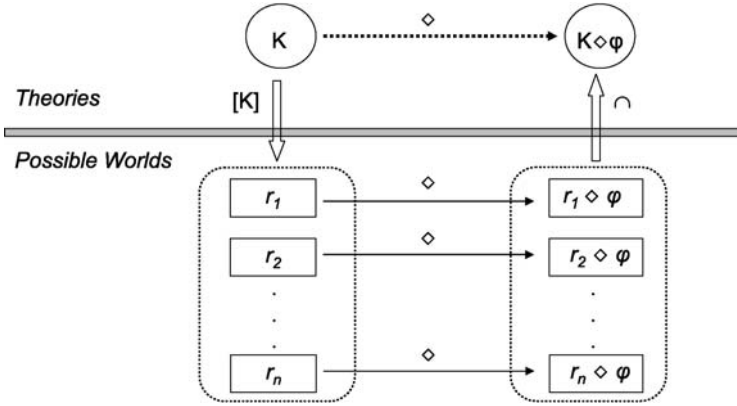 ◇
K
K◇φ
Theories
[K]
∩
Possible Worlds
◇
r1
r1 ◇ φ
◇
r2
r2 ◇ φ
.
.
.
.
.
.
◇
rn
rn ◇ φ